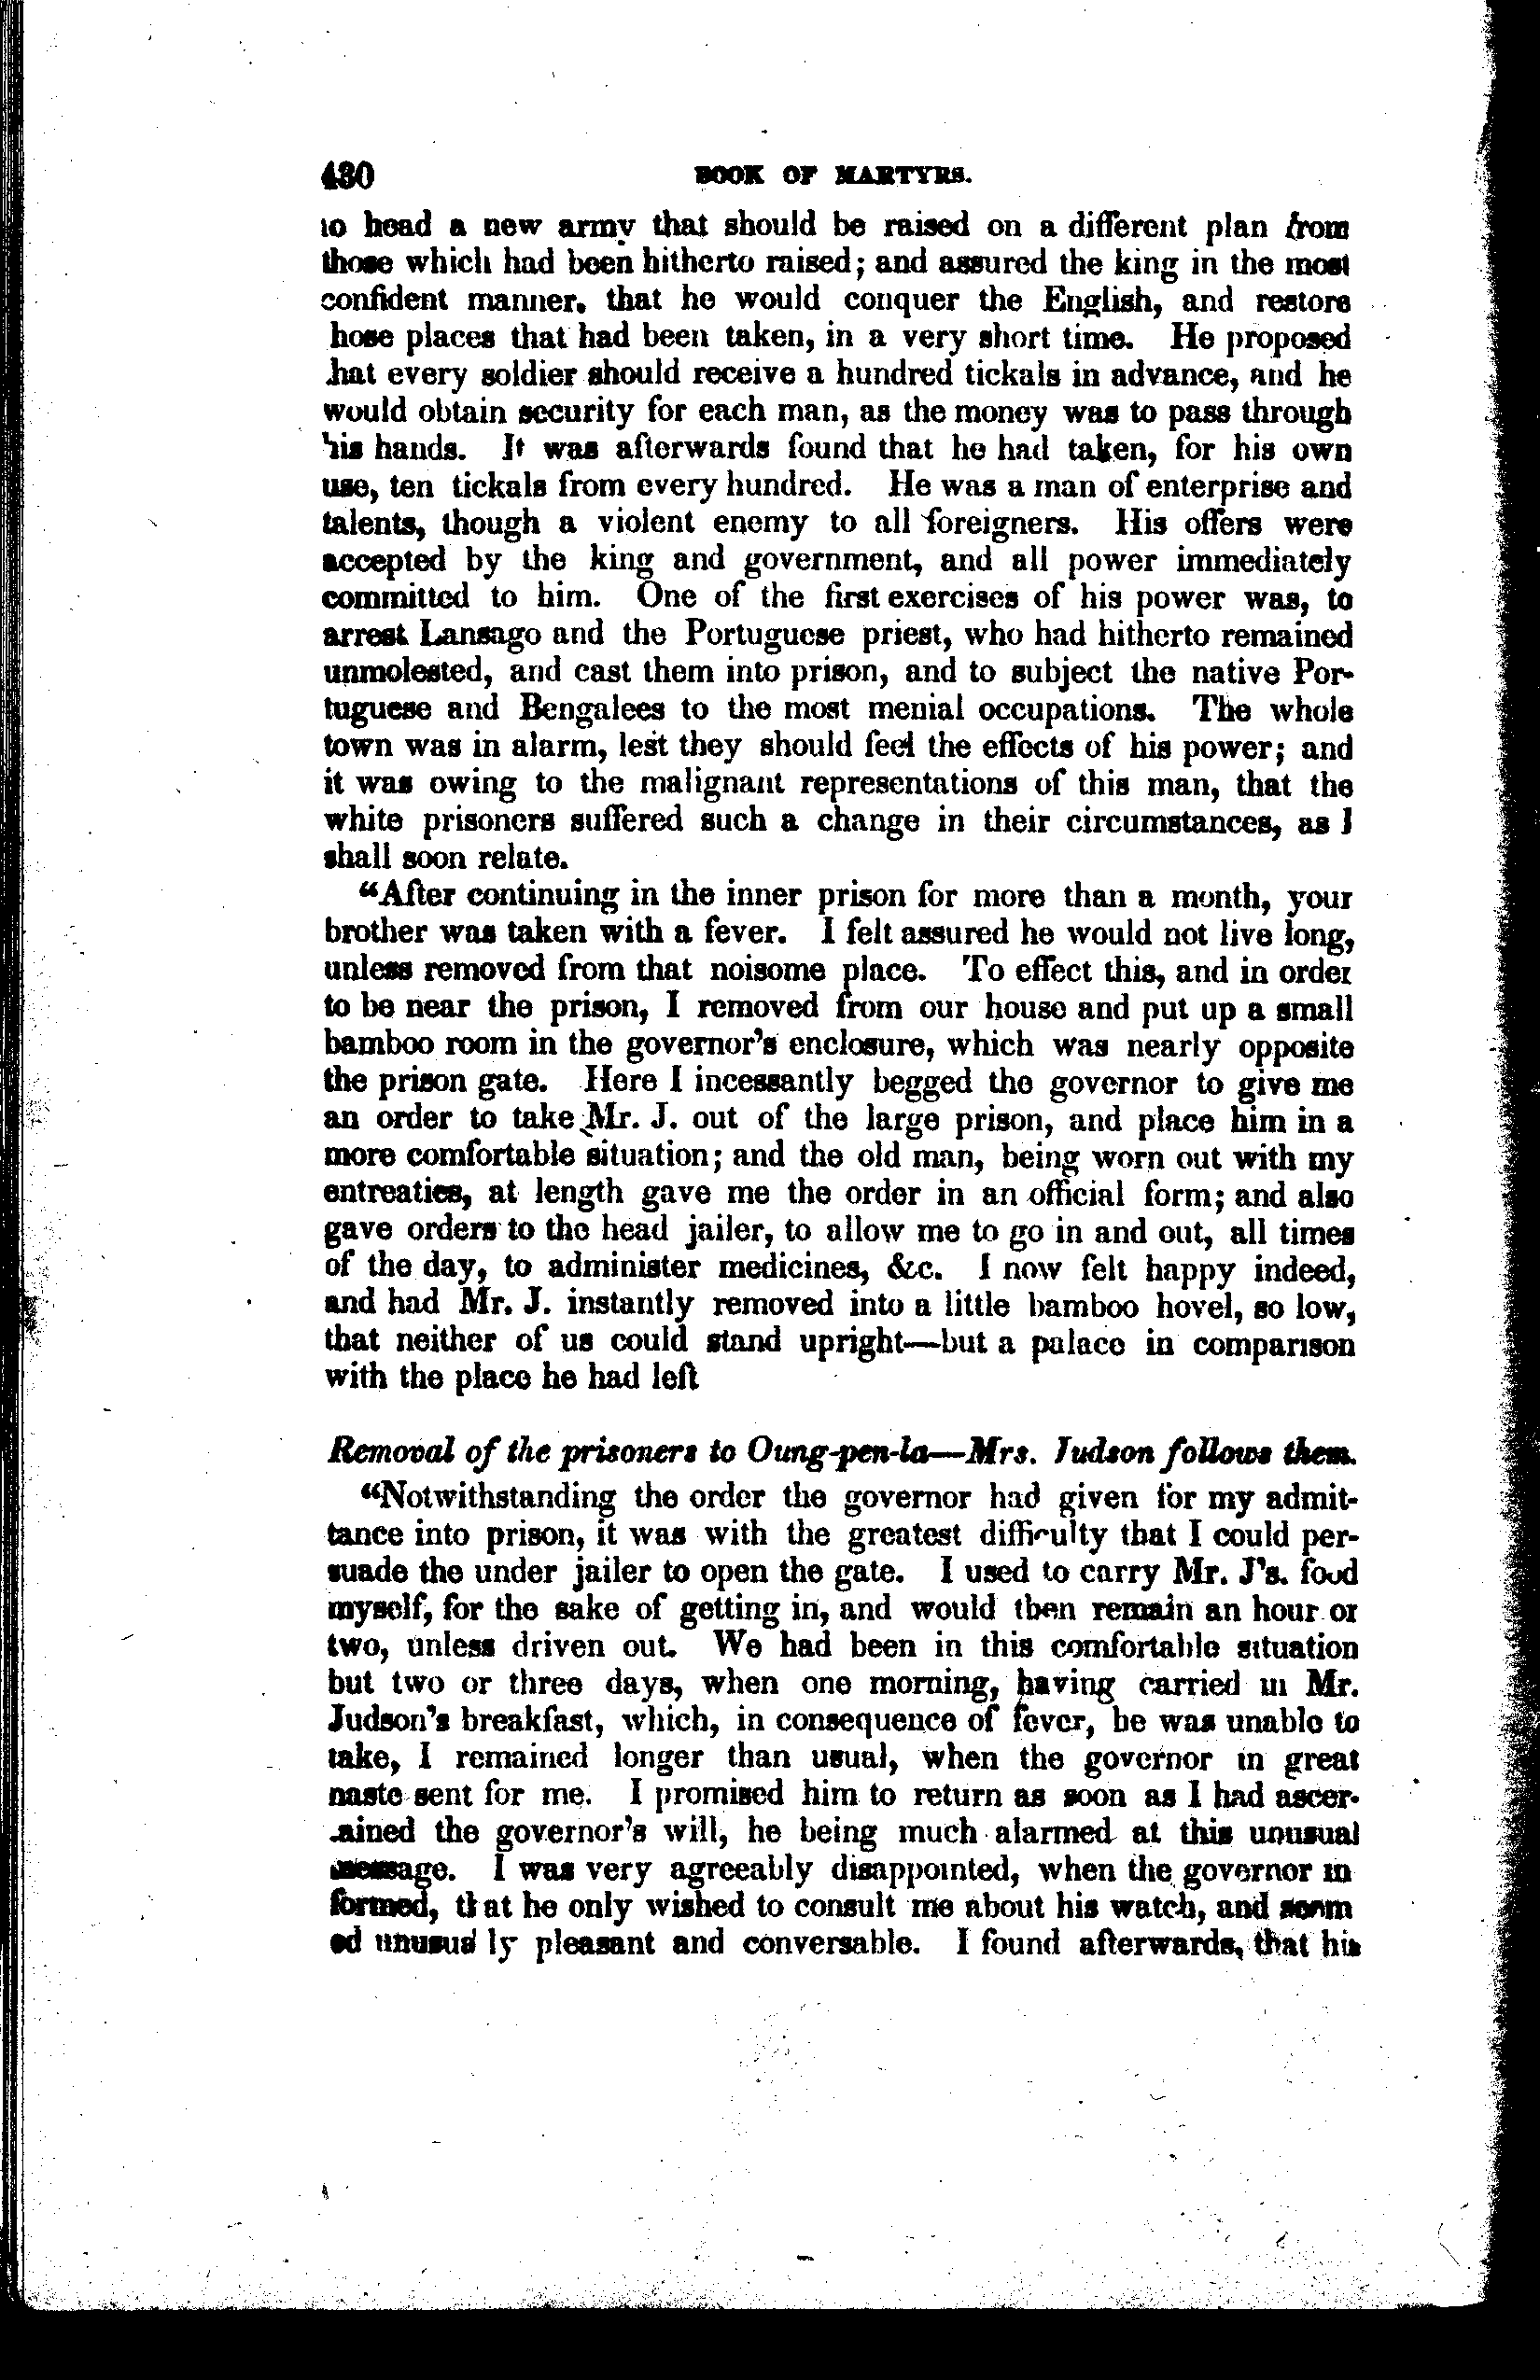 430 BOOK OF MARTYRS.
to head a new army that should be raised on a different plan from
those which had been hitherto raised; and assured the king in the most
confident manner, that he would conquer the English, and restore
hose places that had been taken, in a very short time. He proposed
hat every soldier should receive a hundred tickals in advance, and he
would obtain security for each man, as the money was to pass through
his hands. It was afterwards found that he had taken, for his own
use, ten tickals from every hundred. He was a man of enterprise and
talents, though a violent enemy to all foreigners. His offers were
accepted by the king and government, and all power immediately
committed to him. One of the first exercises of his power was, to
arrest Lansago and the Portuguese priest, who had hitherto remained
unmolested, and cast them into prison, and to subject the native Por-
tuguese and Bengalees to the most menial occupations. The whole
town was in alarm, lest they should feel the effects of his power; and
it was owing to the malignant representations of this man, that the
white prisoners suffered such a change in their circumstances, as I
shall soon relate.
“After continuing in the inner prison for more than a month, your
brother was taken with a fever. I felt assured he would not live long,
unless removed from that noisome place. To effect this, and in order
to be near the prison, I removed from our house and put up a small
bamboo room in the governor's enclosure, which was nearly opposite
the prison gate. Here I incessantly begged the governor to give me
an order to take Mr. J. out of the large prison, and place him in a
more comfortable situation; and the old man, being worn out with my
entreaties, at length gave me the order in an official form; and also
gave orders to the head jailer, to allow me to go in and out, all times
of the day, to administer medicines, &c. I now felt happy indeed,
and had Mr. J. instantly removed into a little bamboo hovel, so low,
that neither of us could stand upright—but a palace in comparison
with the place he had left
Removal of the prisoners to Oung-pen-la—Mrs. Judson follows them.
“Notwithstanding the order the governor had given for my admit-
tance into prison, it was with the greatest difficulty that I could per-
suade the under jailer to open the gate. I used to carry Mr. J's. food
myself, for the sake of getting in, and would then remain an hour or
two, unless driven out. We had been in this comfortable situation
but two or three days, when one morning, having carried in Mr.
Judson's breakfast, which, in consequence of fever, he was unable to
take, I remained longer than usual, when the governor in great
haste sent for me. I promised him to return as soon as I had ascer-
tained the governor's will, he being much alarmed at this unusual
message. I was very agreeably disappointed, when the governor in
formed, that he only wished to consult me about his watch, and seem
ed unusually pleasant and conversable. I found afterwards, that his